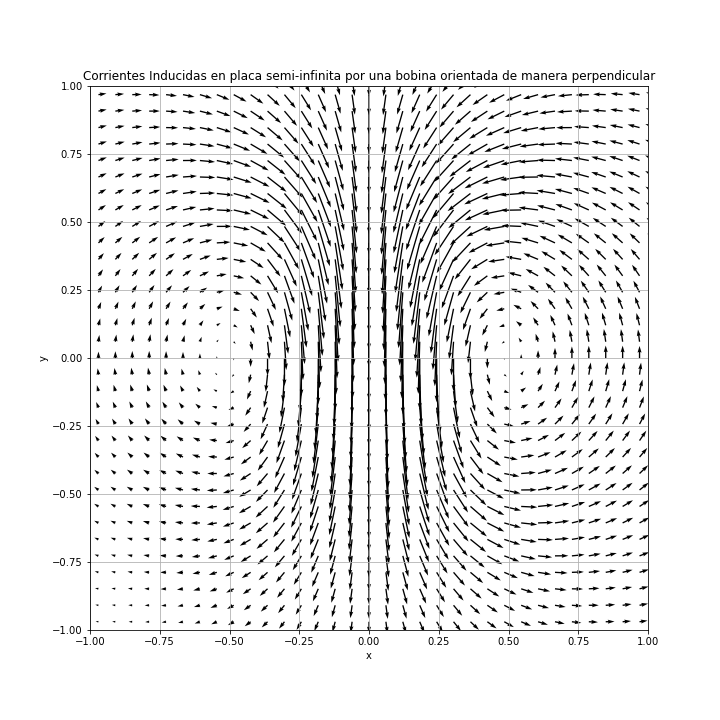 Corrientes Inducidas en placa semi-infinita por una bobina orientada de manera perpendicular
1.00
0.75
0.50
0.25
0.00
−0.25
−0.50
−0.75
−1.00
y
−1.00 −0.75 −0.50 −0.25 0.00 0.25 0.50 0.75 1.00
x